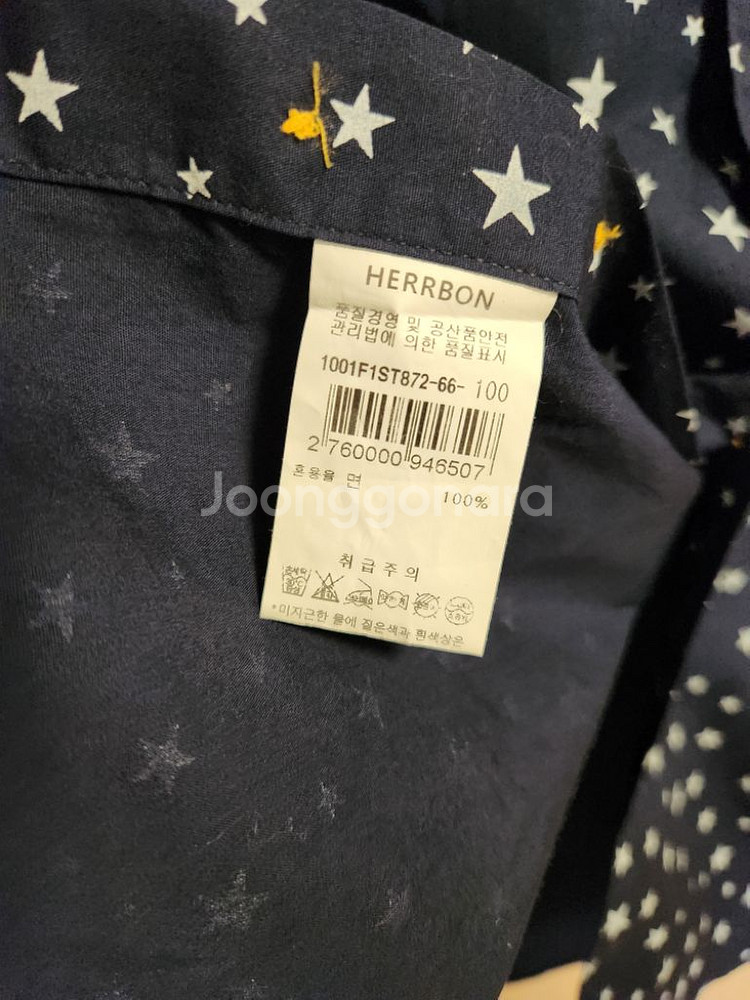 HERRBON
품질경영 및 공산품안전
관리법에 의한 품질표시
1001F1ST872-66- 100
2 760000 946507
혼용율 면 100%
Joonggonara
취급주의
*미지근한 물에 짙은색과 흰색상은